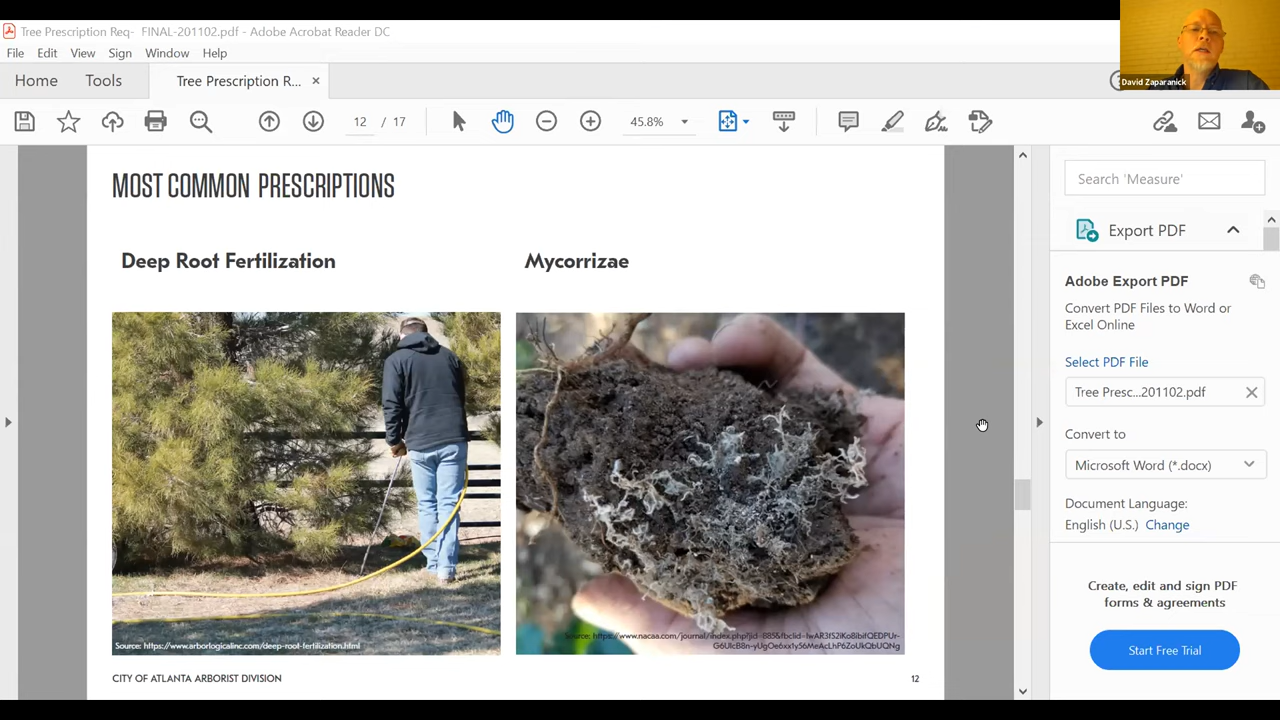 Tree Prescription Req- FINAL-201102.pdf - Adobe Acrobat Reader DC
David Zaparanick
File Edit View Sign Window Help
Home Tools Tree Prescription R... ×
12 / 17 45.8%
MOST COMMON PRESCRIPTIONS
Deep Root Fertilization
Mycorrizae
Source: https://www.arborlogicalinc.com/deep-root-fertilization.html
CITY OF ATLANTA ARBORIST DIVISION
12
Search 'Measure'
Export PDF
Adobe Export PDF
Convert PDF Files to Word or
Excel Online
Select PDF File
Tree Presc...201102.pdf
Convert to
Microsoft Word (*.docx)
Document Language:
English (U.S.) Change
Create, edit and sign PDF
forms & agreements
Start Free Trial